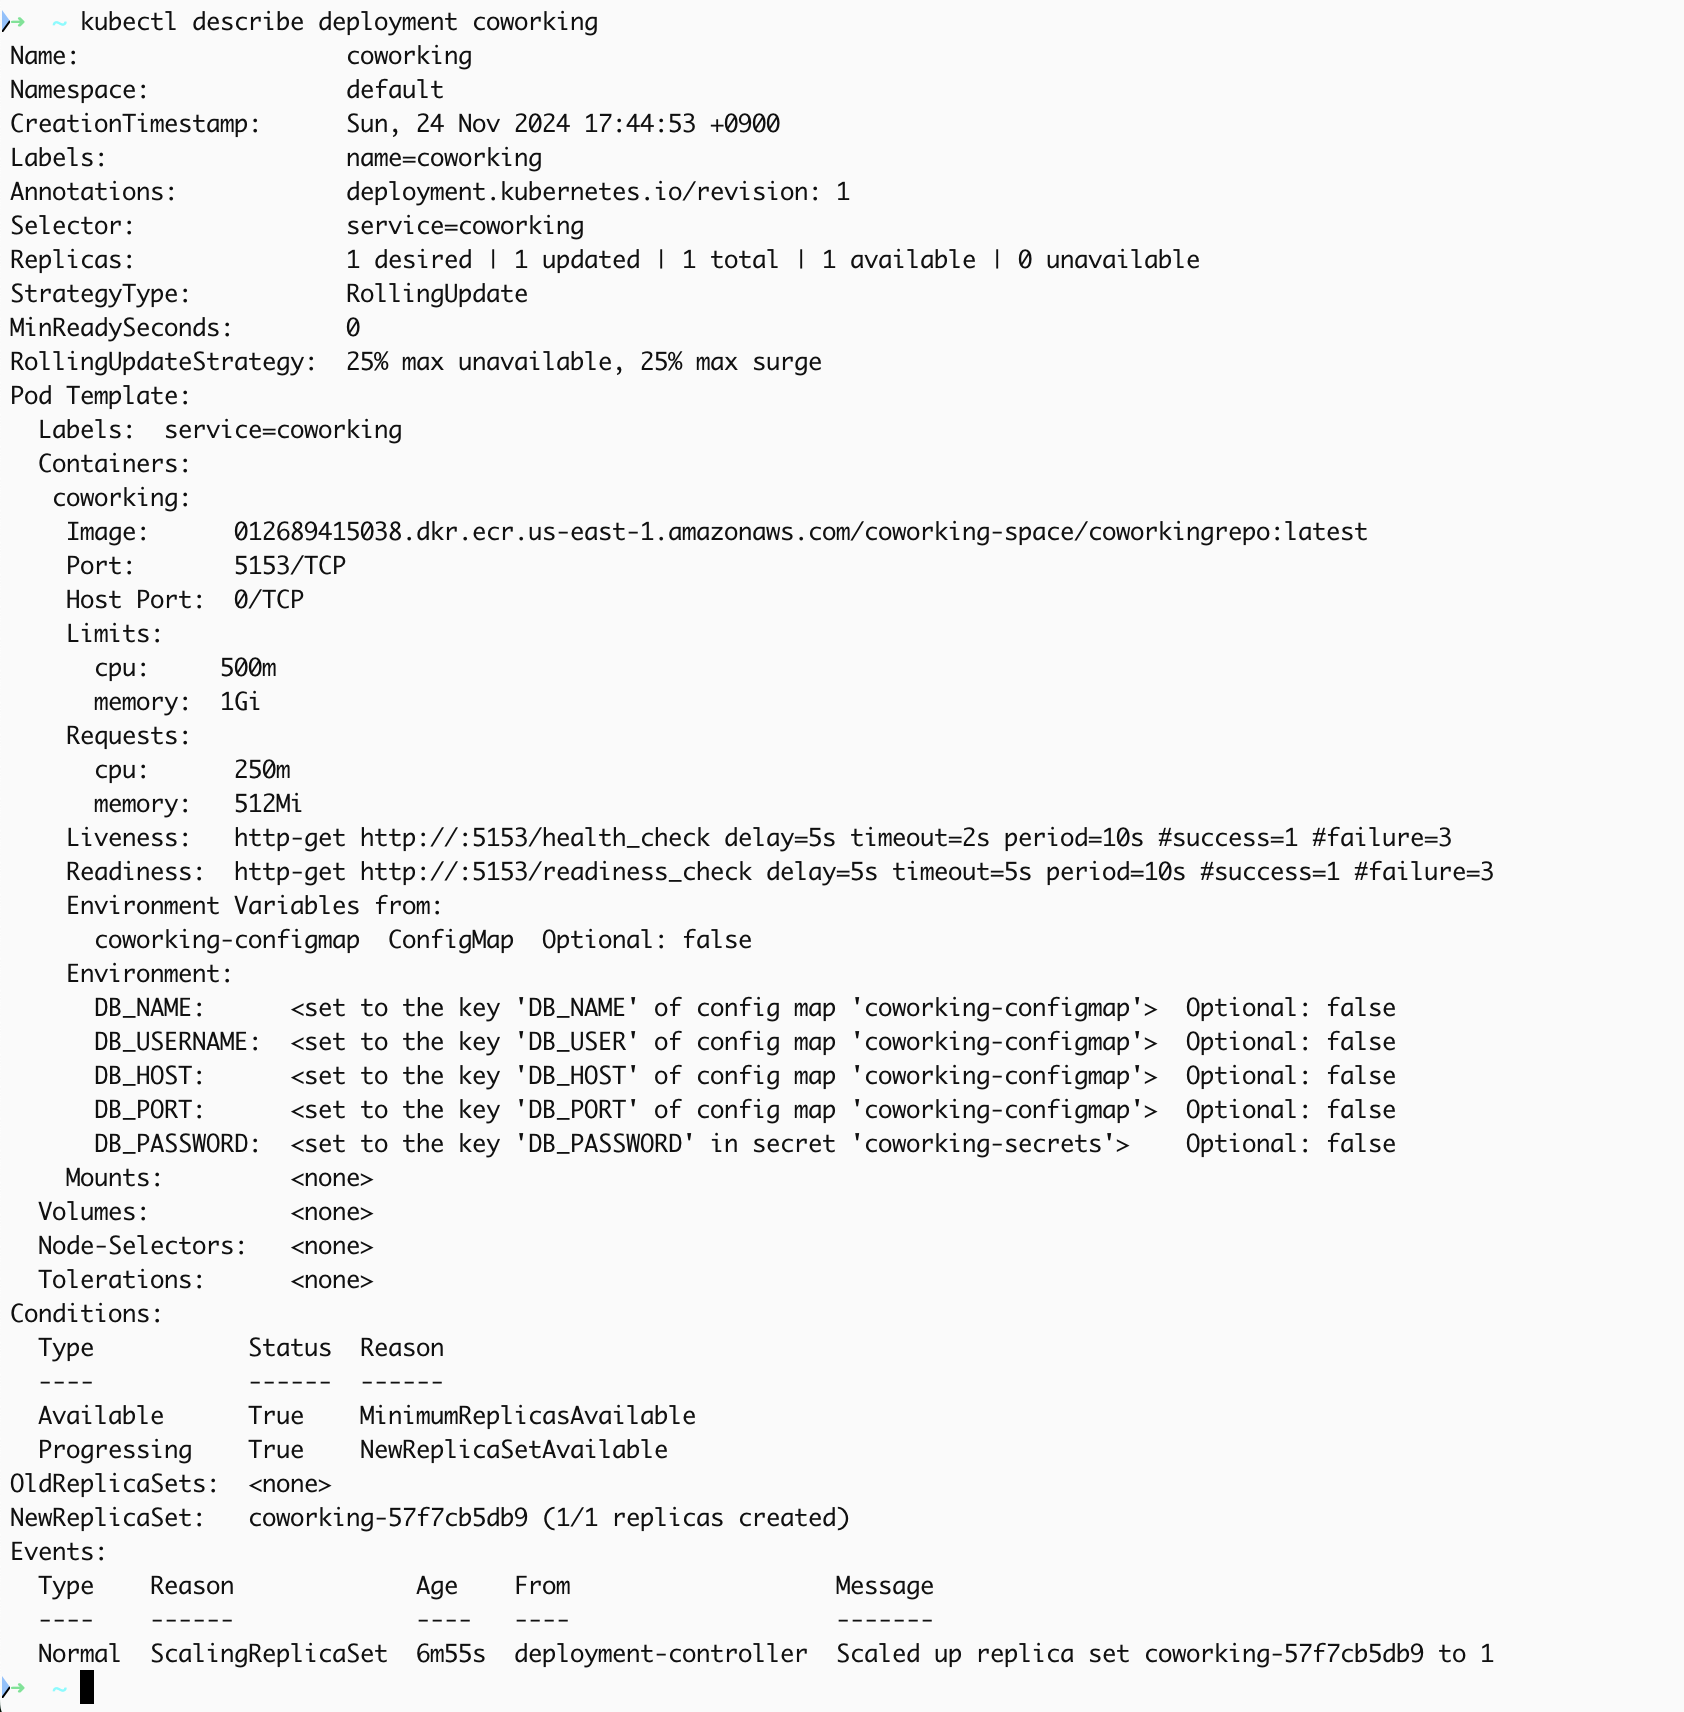 ➜  ~ kubectl describe deployment coworking
Name:                   coworking
Namespace:              default
CreationTimestamp:      Sun, 24 Nov 2024 17:44:53 +0900
Labels:                 name=coworking
Annotations:            deployment.kubernetes.io/revision: 1
Selector:               service=coworking
Replicas:               1 desired | 1 updated | 1 total | 1 available | 0 unavailable
StrategyType:           RollingUpdate
MinReadySeconds:        0
RollingUpdateStrategy:  25% max unavailable, 25% max surge
Pod Template:
  Labels:  service=coworking
  Containers:
   coworking:
    Image:      012689415038.dkr.ecr.us-east-1.amazonaws.com/coworking-space/coworkingrepo:latest
    Port:       5153/TCP
    Host Port:  0/TCP
    Limits:
      cpu:     500m
      memory:  1Gi
    Requests:
      cpu:      250m
      memory:   512Mi
    Liveness:   http-get http://:5153/health_check delay=5s timeout=2s period=10s #success=1 #failure=3
    Readiness:  http-get http://:5153/readiness_check delay=5s timeout=5s period=10s #success=1 #failure=3
    Environment Variables from:
      coworking-configmap  ConfigMap  Optional: false
    Environment:
      DB_NAME:      <set to the key 'DB_NAME' of config map 'coworking-configmap'>  Optional: false
      DB_USERNAME:  <set to the key 'DB_USER' of config map 'coworking-configmap'>  Optional: false
      DB_HOST:      <set to the key 'DB_HOST' of config map 'coworking-configmap'>  Optional: false
      DB_PORT:      <set to the key 'DB_PORT' of config map 'coworking-configmap'>  Optional: false
      DB_PASSWORD:  <set to the key 'DB_PASSWORD' in secret 'coworking-secrets'>    Optional: false
    Mounts:         <none>
  Volumes:          <none>
  Node-Selectors:   <none>
  Tolerations:      <none>
Conditions:
  Type           Status  Reason
  ----           ------  ------
  Available      True    MinimumReplicasAvailable
  Progressing    True    NewReplicaSetAvailable
OldReplicaSets:  <none>
NewReplicaSet:   coworking-57f7cb5db9 (1/1 replicas created)
Events:
  Type    Reason             Age    From                   Message
  ----    ------             ----   ----                   -------
  Normal  ScalingReplicaSet  6m55s  deployment-controller  Scaled up replica set coworking-57f7cb5db9 to 1
➜  ~